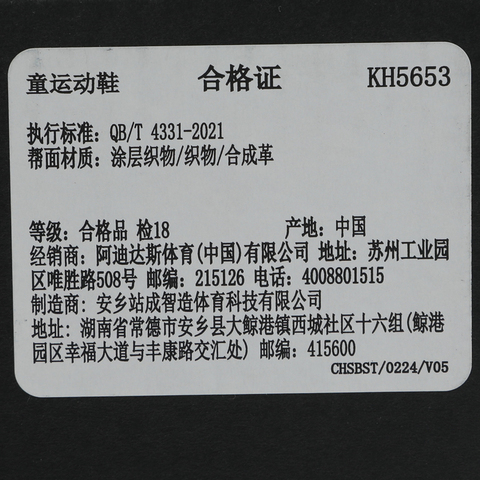 童运动鞋 合格证 KH5653
执行标准: QB/T 4331-2021
帮面材质: 涂层织物/织物/合成革
等级: 合格品 检18 产地: 中国
经销商: 阿迪达斯体育(中国)有限公司 地址: 苏州工业园
区唯胜路508号 邮编: 215126 电话: 4008801515
制造商: 安乡站成智造体育科技有限公司
地址: 湖南省常德市安乡县大鲸港镇西城社区十六组(鲸港
园区幸福大道与丰康路交汇处) 邮编: 415600
CHSBST/0224/V05